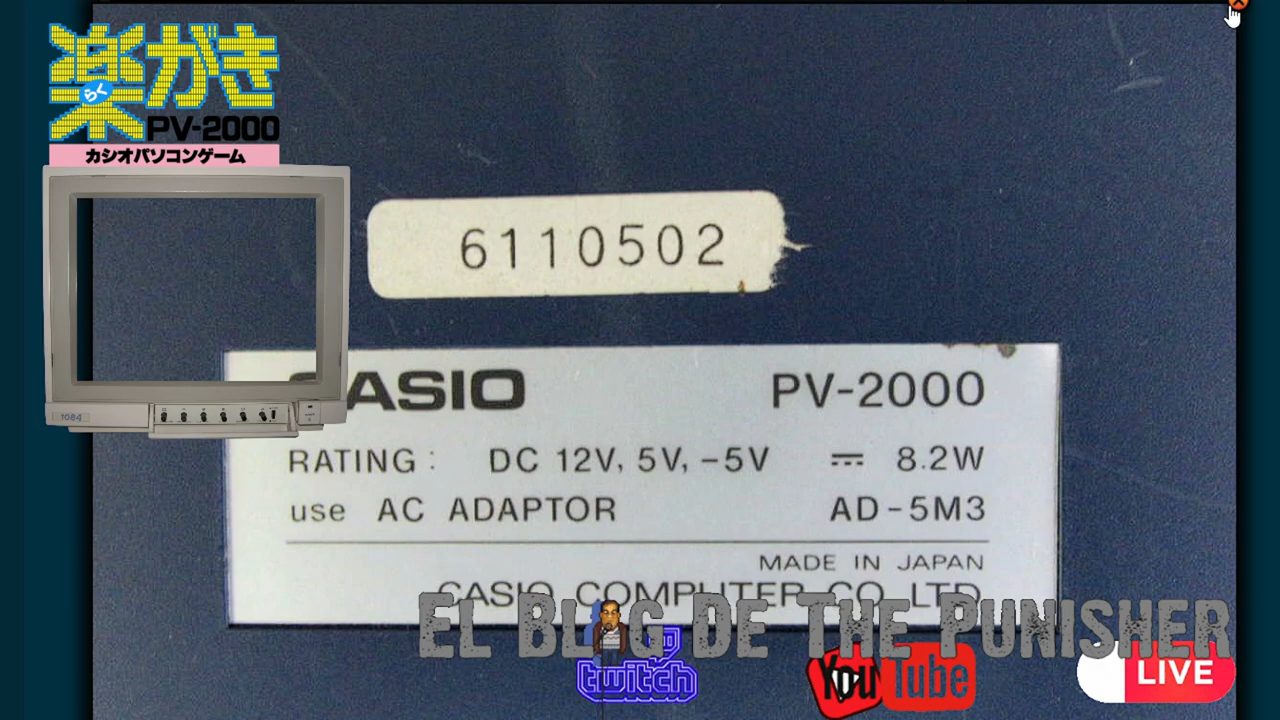 楽がき
らく
PV-2000
カシオパソコンゲーム
6110502
CASIO PV-2000
RATING: DC 12V, 5V, -5V ⎓ 8.2W
use AC ADAPTOR AD-5M3
MADE IN JAPAN
CASIO COMPUTER CO. LTD.
1084
EL BLOG DE THE PUNISHER
twitch
YouTube
LIVE